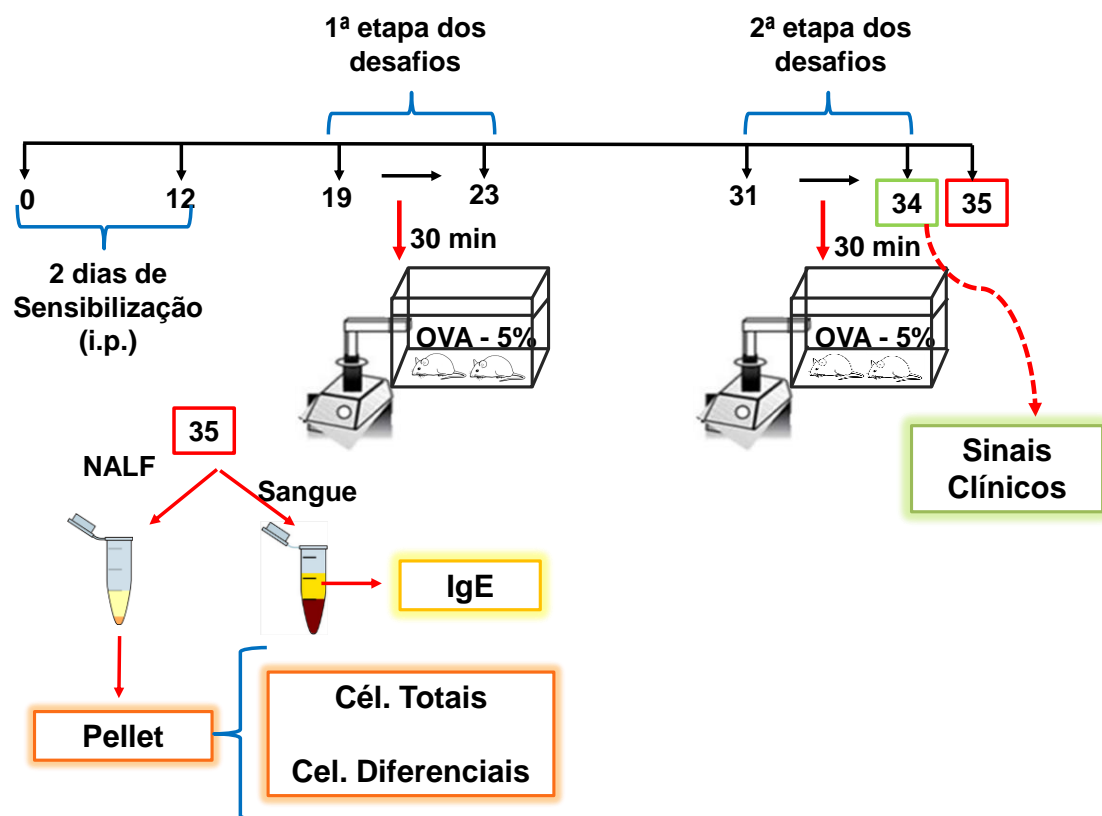 1ª etapa dos
desafios
2ª etapa dos
desafios
0
12
19
23
31
34
35
2 dias de
Sensibilização
(i.p.)
30 min
OVA - 5%
30 min
OVA - 5%
Sinais
Clínicos
35
NALF
Sangue
IgE
Pellet
Cél. Totais
Cel. Diferenciais